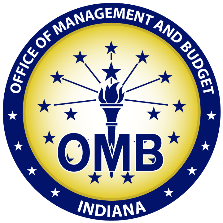 OFFICE OF MANAGEMENT AND BUDGET
OMB
INDIANA